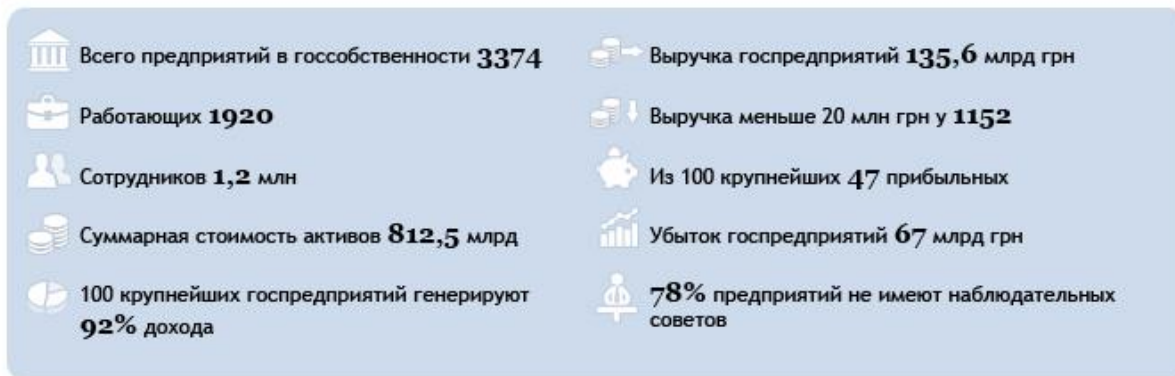 Всего предприятий в госсобственности 3374
Работающих 1920
Сотрудников 1,2 млн
Суммарная стоимость активов 812,5 млрд
100 крупнейших госпредприятий генерируют
92% дохода
Выручка госпредприятий 135,6 млрд грн
Выручка меньше 20 млн грн у 1152
Из 100 крупнейших 47 прибыльных
Убыток госпредприятий 67 млрд грн
78% предприятий не имеют наблюдательных
советов